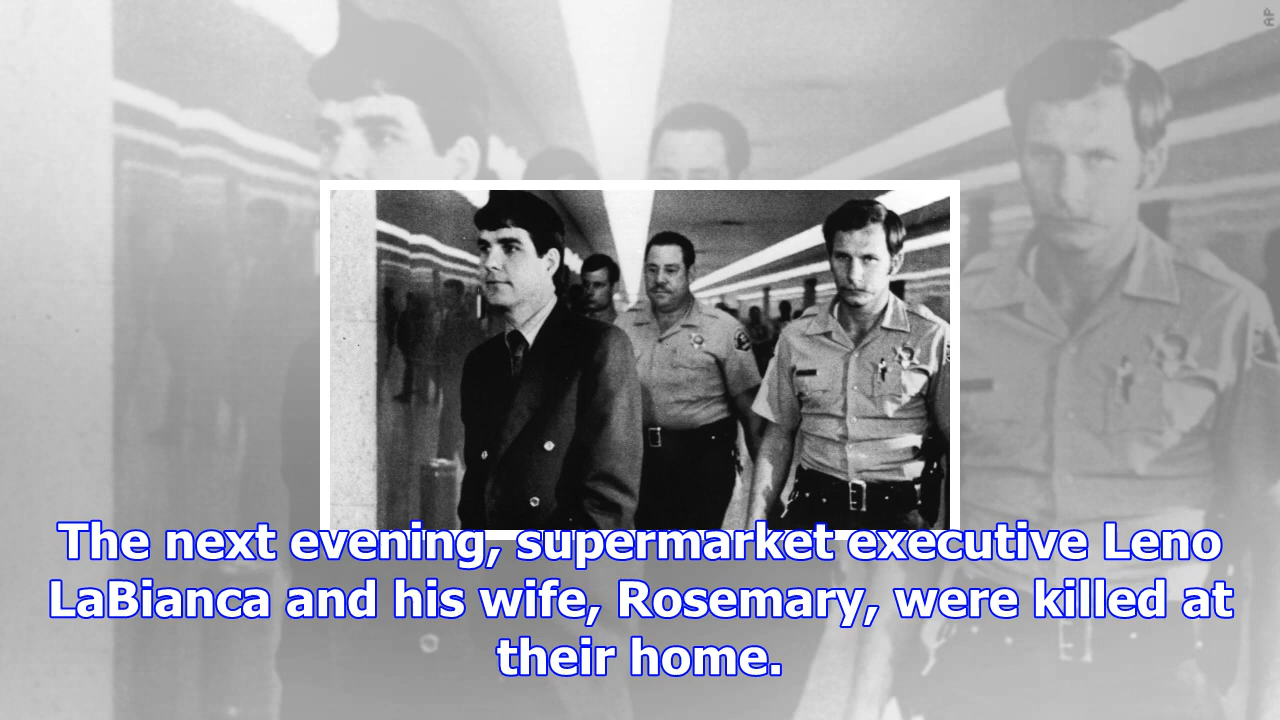 AP
The next evening, supermarket executive Leno
LaBianca and his wife, Rosemary, were killed at
their home.